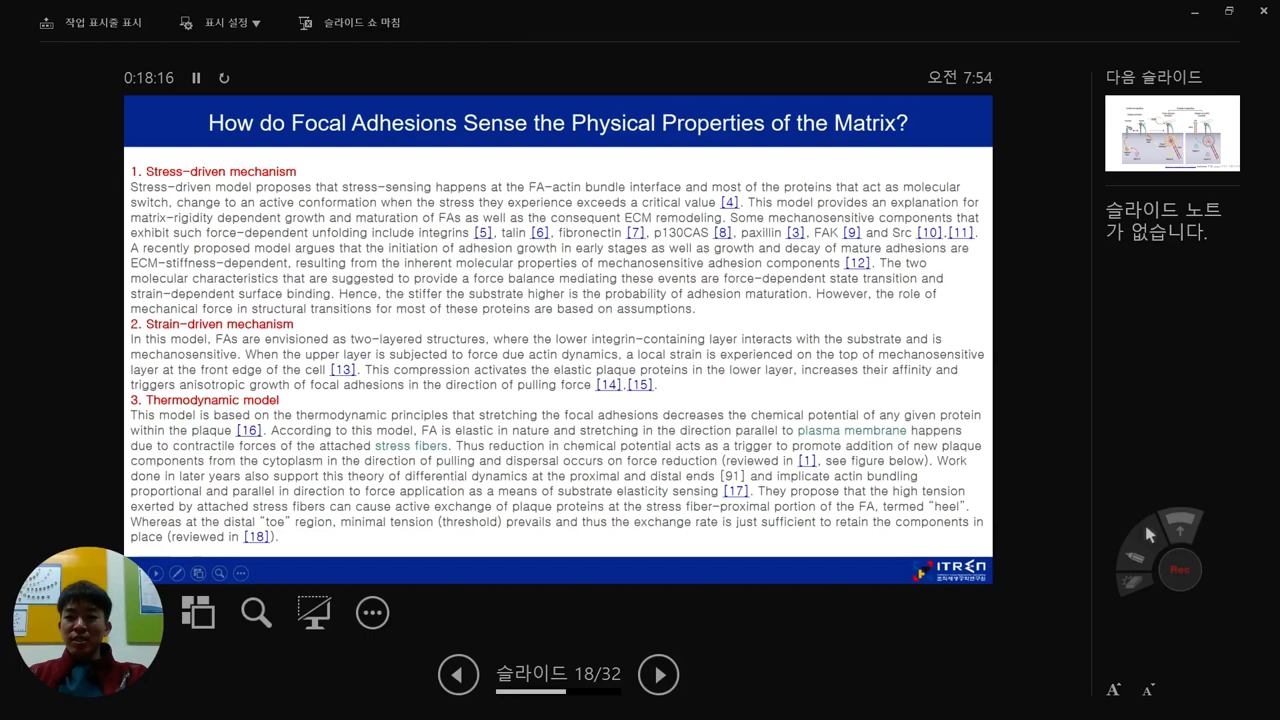 작업 표시줄 표시
표시 설정 ▼
슬라이드 쇼 마침
0:18:16
오전 7:54
다음 슬라이드
How do Focal Adhesions Sense the Physical Properties of the Matrix?
1. Stress-driven mechanism
Stress-driven model proposes that stress-sensing happens at the FA-actin bundle interface and most of the proteins that act as molecular
switch, change to an active conformation when the stress they experience exceeds a critical value [4]. This model provides an explanation for
matrix-rigidity dependent growth and maturation of FAs as well as the consequent ECM remodeling. Some mechanosensitive components that
exhibit such force-dependent unfolding include integrins [5], talin [6], fibronectin [7], p130CAS [8], paxillin [3], FAK [9] and Src [10],[11].
A recently proposed model argues that the initiation of adhesion growth in early stages as well as growth and decay of mature adhesions are
ECM-stiffness-dependent, resulting from the inherent molecular properties of mechanosensitive adhesion components [12]. The two
molecular characteristics that are suggested to provide a force balance mediating these events are force-dependent state transition and
strain-dependent surface binding. Hence, the stiffer the substrate higher is the probability of adhesion maturation. However, the role of
mechanical force in structural transitions for most of these proteins are based on assumptions.
2. Strain-driven mechanism
In this model, FAs are envisioned as two-layered structures, where the lower integrin-containing layer interacts with the substrate and is
mechanosensitive. When the upper layer is subjected to force due actin dynamics, a local strain is experienced on the top of mechanosensitive
layer at the front edge of the cell [13]. This compression activates the elastic plaque proteins in the lower layer, increases their affinity and
triggers anisotropic growth of focal adhesions in the direction of pulling force [14],[15].
3. Thermodynamic model
This model is based on the thermodynamic principles that stretching the focal adhesions decreases the chemical potential of any given protein
within the plaque [16]. According to this model, FA is elastic in nature and stretching in the direction parallel to plasma membrane happens
due to contractile forces of the attached stress fibers. Thus reduction in chemical potential acts as a trigger to promote addition of new plaque
components from the cytoplasm in the direction of pulling and dispersal occurs on force reduction (reviewed in [1], see figure below). Work
done in later years also support this theory of differential dynamics at the proximal and distal ends [91] and implicate actin bundling
proportional and parallel in direction to force application as a means of substrate elasticity sensing [17]. They propose that the high tension
exerted by attached stress fibers can cause active exchange of plaque proteins at the stress fiber-proximal portion of the FA, termed “heel”.
Whereas at the distal “toe” region, minimal tension (threshold) prevails and thus the exchange rate is just sufficient to retain the components in
place (reviewed in [18]).
ITREN
조직재생공학연구원
슬라이드 노트
가 없습니다.
Rec
슬라이드 18/32
A A